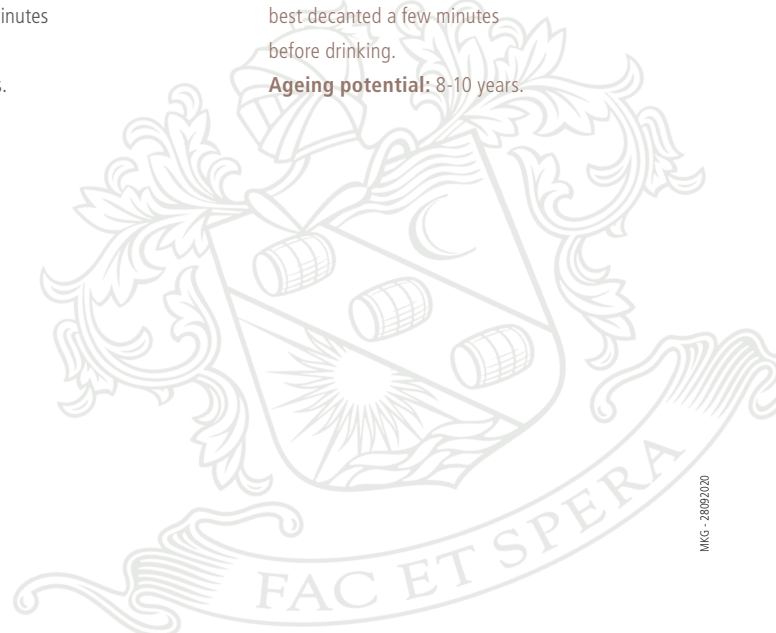 inutes
s.
best decanted a few minutes
before drinking.
Ageing potential: 8-10 years.
MKG - 28092020
FAC ET SPERA